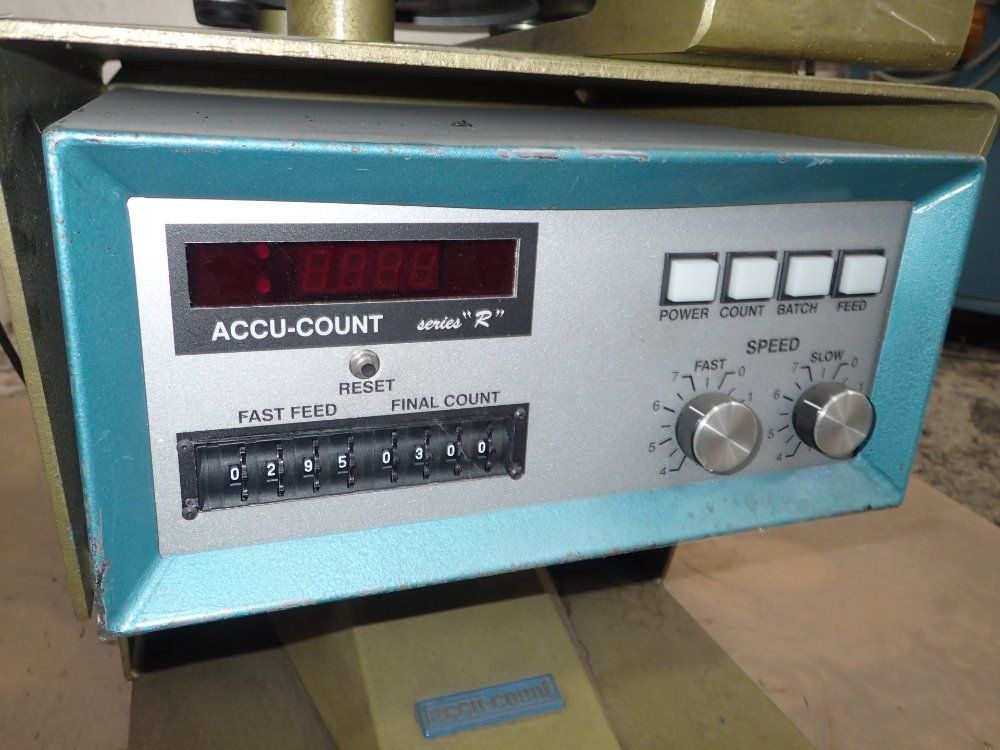 ACCU-COUNT series "R"
POWER COUNT BATCH FEED
RESET
SPEED
FAST FEED FINAL COUNT
0 2 9 5 0 3 0 0
7 FAST 0
1
6
5
4
7 SLOW 0
1
6
5
4
accu-count